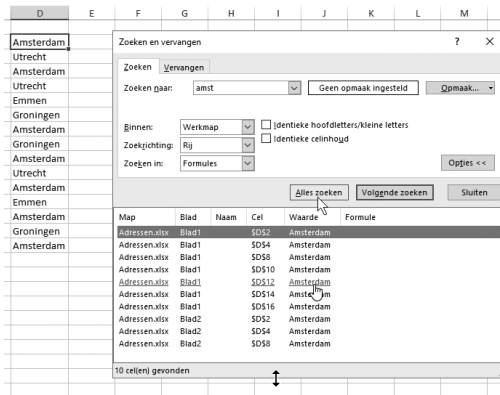 D E F G H I J K L M
Amsterdam
Utrecht
Amsterdam
Utrecht
Emmen
Groningen
Amsterdam
Groningen
Amsterdam
Utrecht
Amsterdam
Emmen
Amsterdam
Groningen
Amsterdam
Zoeken en vervangen ? ×
Zoeken Vervangen
Zoeken naar: amst Geen opmaak ingesteld Opmaak...
Binnen: Werkmap Identieke hoofdletters/kleine letters
Zoekrichting: Rij Identieke celinhoud
Zoeken in: Formules Opties <<
Alles zoeken Volgende zoeken Sluiten
Map Blad Naam Cel Waarde Formule
Adressen.xlsx Blad1 $D$2 Amsterdam
Adressen.xlsx Blad1 $D$4 Amsterdam
Adressen.xlsx Blad1 $D$8 Amsterdam
Adressen.xlsx Blad1 $D$10 Amsterdam
Adressen.xlsx Blad1 $D$12 Amsterdam
Adressen.xlsx Blad1 $D$14 Amsterdam
Adressen.xlsx Blad1 $D$16 Amsterdam
Adressen.xlsx Blad2 $D$2 Amsterdam
Adressen.xlsx Blad2 $D$4 Amsterdam
Adressen.xlsx Blad2 $D$8 Amsterdam
10 cel(en) gevonden